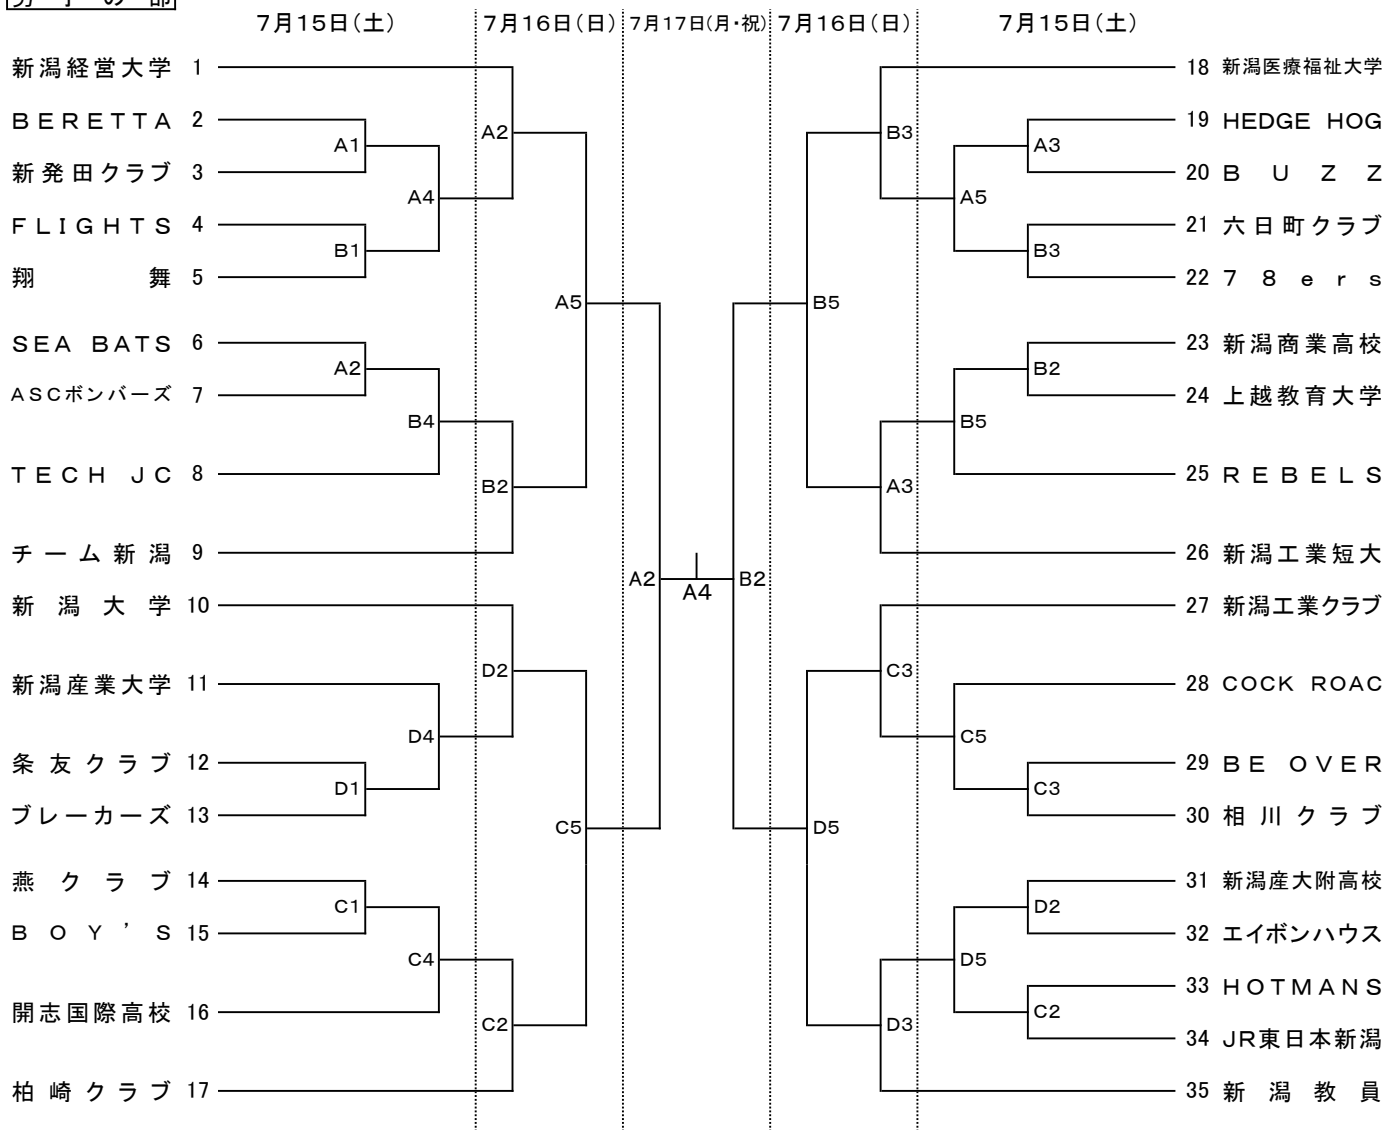 男子の部
7月15日(土) 7月16日(日) 7月17日(月・祝) 7月16日(日) 7月15日(土)
新潟経営大学 1
BERETTA 2
新発田クラブ 3
FLIGHTS 4
翔舞 5
SEA BATS 6
ASCボンバーズ 7
TECH JC 8
チーム新潟 9
新潟大学 10
新潟産業大学 11
条友クラブ 12
ブレーカーズ 13
燕クラブ 14
BOY'S 15
開志国際高校 16
柏崎クラブ 17
A1
B1
A2
D1
C1
A4
B4
D4
C4
A2
B2
D2
C2
A5
C5
A2
A4
B2
B5
D5
B3
A3
C3
D3
A5
B5
C5
D5
A3
B3
B2
C3
D2
C2
18 新潟医療福祉大学
19 HEDGE HOG
20 BUZZ
21 六日町クラブ
22 78ers
23 新潟商業高校
24 上越教育大学
25 REBELS
26 新潟工業短大
27 新潟工業クラブ
28 COCK ROAC
29 BE OVER
30 相川クラブ
31 新潟産大附高校
32 エイボンハウス
33 HOTMANS
34 JR東日本新潟
35 新潟教員